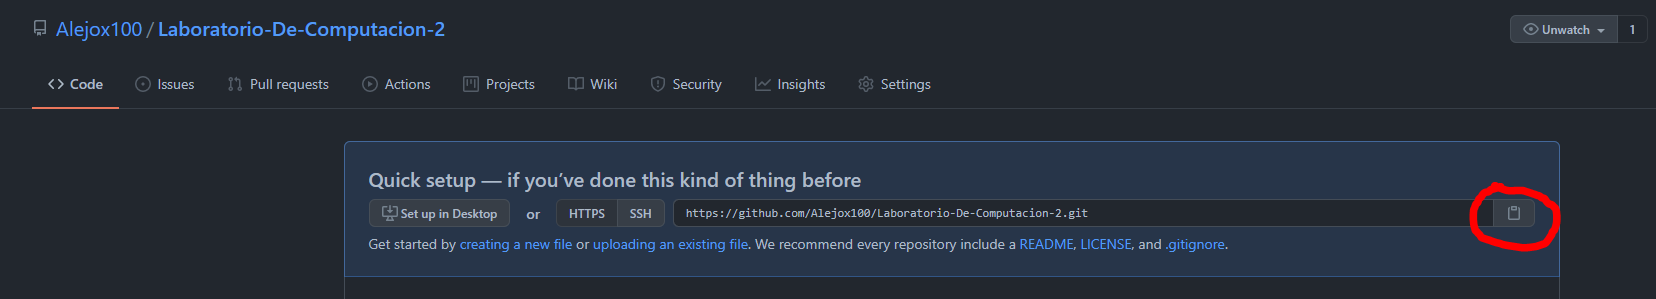 Alejox100 / Laboratorio-De-Computacion-2
Unwatch 1
Code Issues Pull requests Actions Projects Wiki Security Insights Settings
Quick setup — if you’ve done this kind of thing before
Set up in Desktop or HTTPS SSH https://github.com/Alejox100/Laboratorio-De-Computacion-2.git
Get started by creating a new file or uploading an existing file. We recommend every repository include a README, LICENSE, and .gitignore.